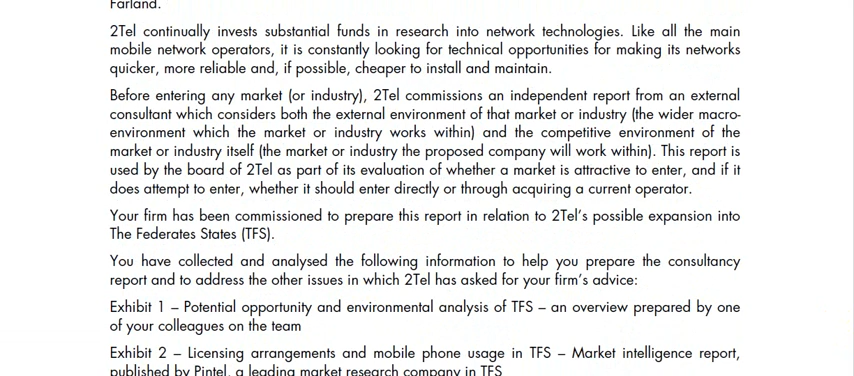 Farland.
2Tel continually invests substantial funds in research into network technologies. Like all the main
mobile network operators, it is constantly looking for technical opportunities for making its networks
quicker, more reliable and, if possible, cheaper to install and maintain.
Before entering any market (or industry), 2Tel commissions an independent report from an external
consultant which considers both the external environment of that market or industry (the wider macro-
environment which the market or industry works within) and the competitive environment of the
market or industry itself (the market or industry the proposed company will work within). This report is
used by the board of 2Tel as part of its evaluation of whether a market is attractive to enter, and if it
does attempt to enter, whether it should enter directly or through acquiring a current operator.
Your firm has been commissioned to prepare this report in relation to 2Tel's possible expansion into
The Federates States (TFS).
You have collected and analysed the following information to help you prepare the consultancy
report and to address the other issues in which 2Tel has asked for your firm's advice:
Exhibit 1 – Potential opportunity and environmental analysis of TFS – an overview prepared by one
of your colleagues on the team
Exhibit 2 – Licensing arrangements and mobile phone usage in TFS – Market intelligence report,
published by Pintel, a leading market research company in TFS